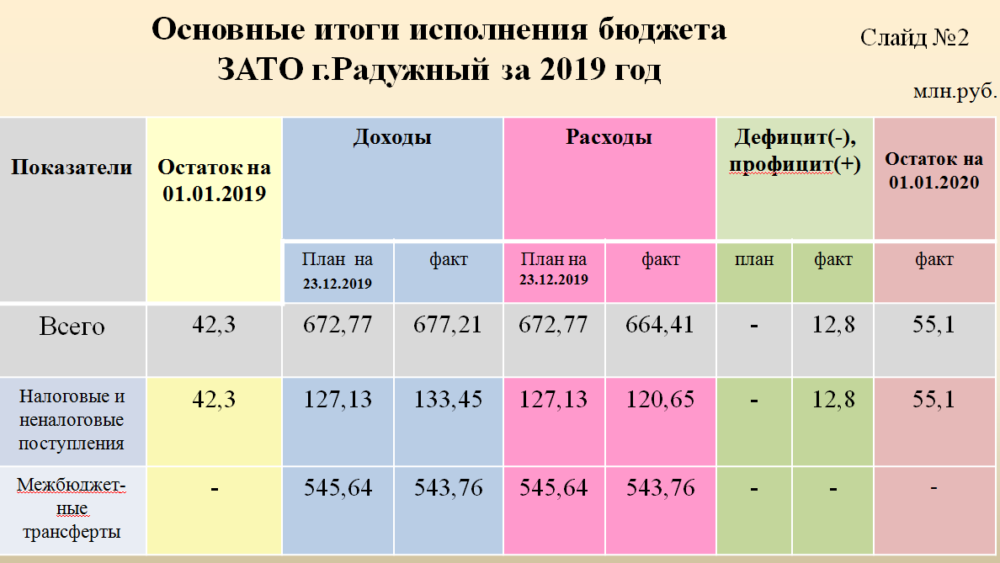 Основные итоги исполнения бюджета
ЗАТО г.Радужный за 2019 год
Слайд №2
млн.руб.
Показатели
Остаток на
01.01.2019
Доходы
Расходы
Дефицит(-),
профицит(+)
Остаток на
01.01.2020
План на
23.12.2019
факт
План на
23.12.2019
факт
план
факт
факт
Всего
42,3
672,77
677,21
672,77
664,41
-
12,8
55,1
Налоговые и
неналоговые
поступления
42,3
127,13
133,45
127,13
120,65
-
12,8
55,1
Межбюджет-
ные
трансферты
-
545,64
543,76
545,64
543,76
-
-
-